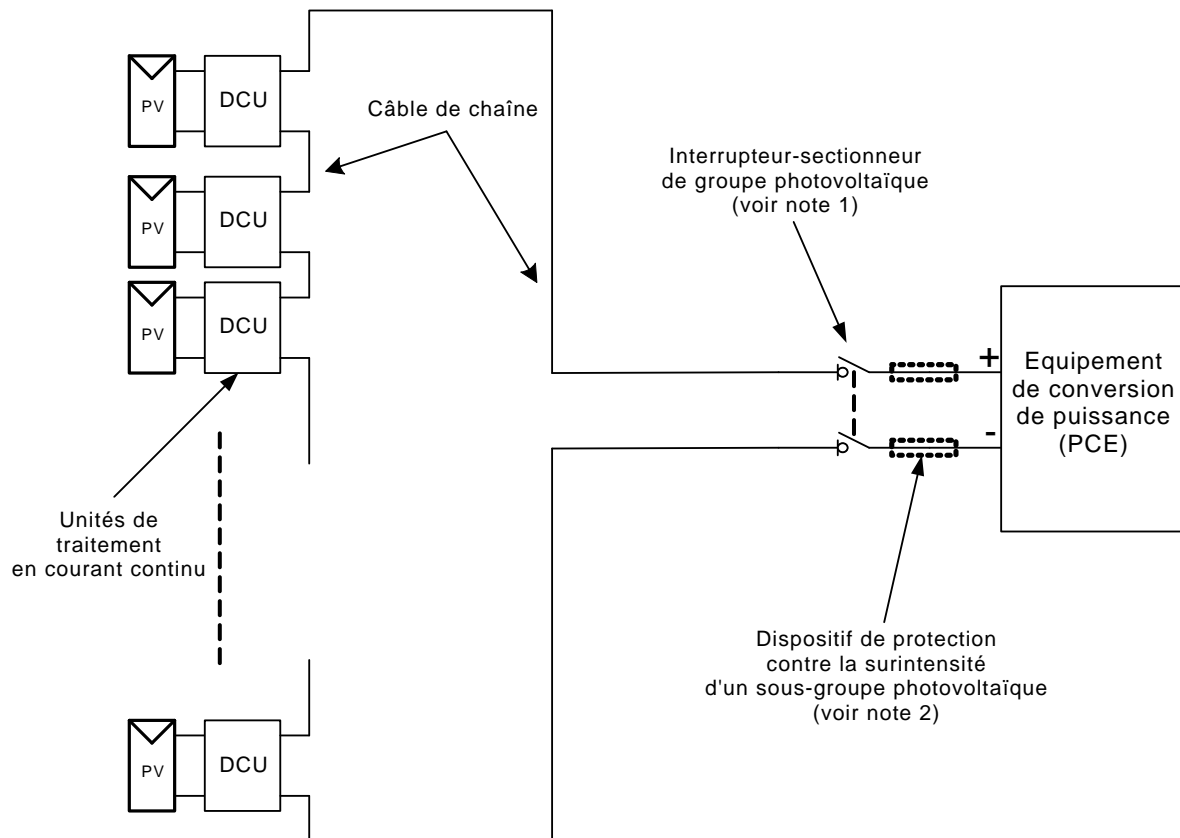 PV
DCU
Câble de chaîne
Interrupteur-sectionneur
de groupe photovoltaïque
(voir note 1)
PV
DCU
PV
DCU
+
-
Equipement
de conversion
de puissance
(PCE)
Unités de
traitement
en courant continu
Dispositif de protection
contre la surintensité
d'un sous-groupe photovoltaïque
(voir note 2)
PV
DCU